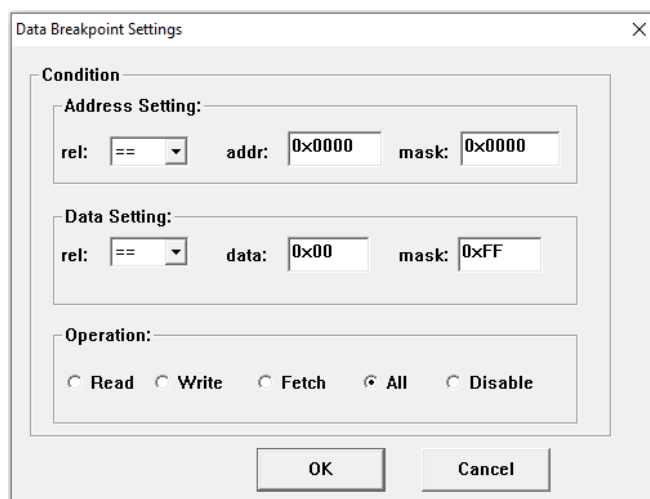 Data Breakpoint Settings
Condition
Address Setting:
rel: == addr: 0x0000 mask: 0x0000
Data Setting:
rel: == data: 0x00 mask: 0xFF
Operation:
Read Write Fetch All Disable
OK Cancel